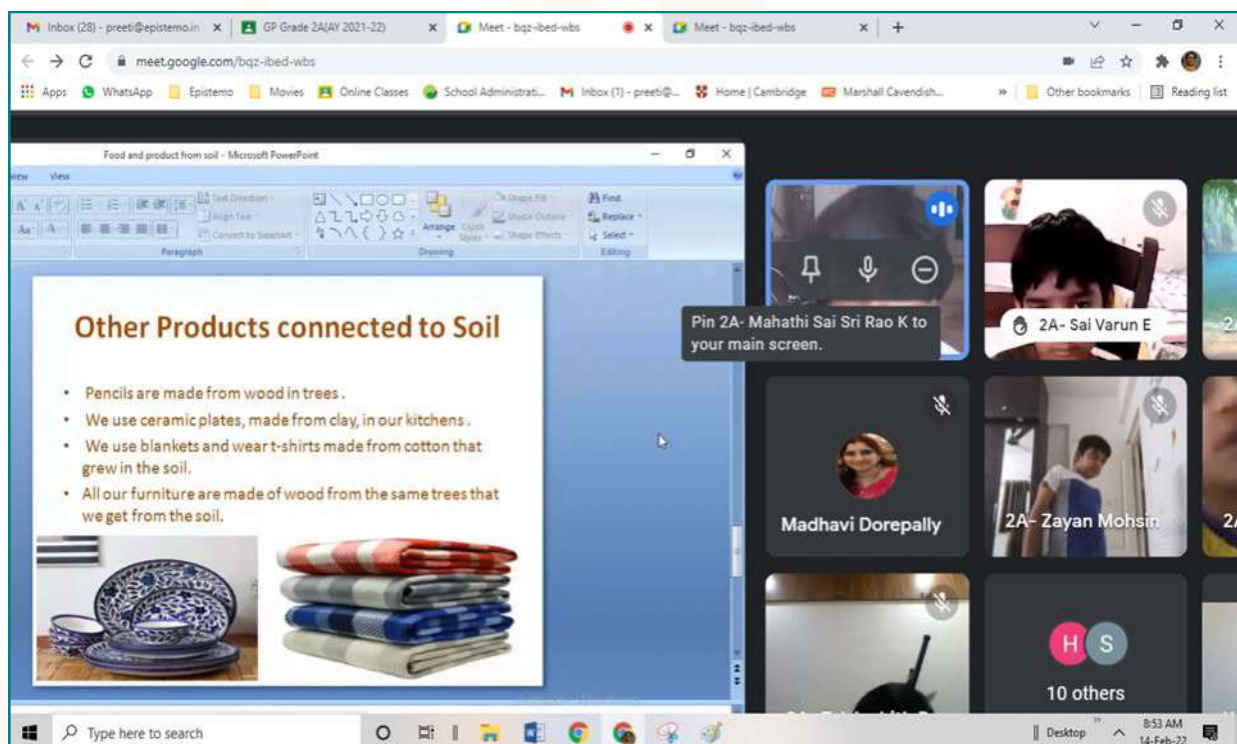 Inbox (28) - preeti@epistemo.in
GP Grade 2A(AY 2021-22)
Meet - bqz-ibed-wbs
Meet - bqz-ibed-wbs
meet.google.com/bqz-ibed-wbs
Apps
WhatsApp
Epistemo
Movies
Online Classes
School Administrati...
Inbox (1) - preeti@...
Home | Cambridge
Marshall Cavendish...
»
Other bookmarks
Reading list
Food and product from soil - Microsoft PowerPoint
View
Text Direction
Align Text
Convert to SmartArt
Arrange
Quick Styles
Shape Fill
Shape Outline
Shape Effects
Find
Replace
Select
Paragraph
Drawing
Editing
Other Products connected to Soil
• Pencils are made from wood in trees .
• We use ceramic plates, made from clay, in our kitchens .
• We use blankets and wear t-shirts made from cotton that
grew in the soil.
• All our furniture are made of wood from the same trees that
we get from the soil.
Pin 2A- Mahathi Sai Sri Rao K to
your main screen.
2A- Sai Varun E
Madhavi Dorepally
2A- Zayan Mohsin
H
S
10 others
Type here to search
Desktop
8:53 AM
14-Feb-22